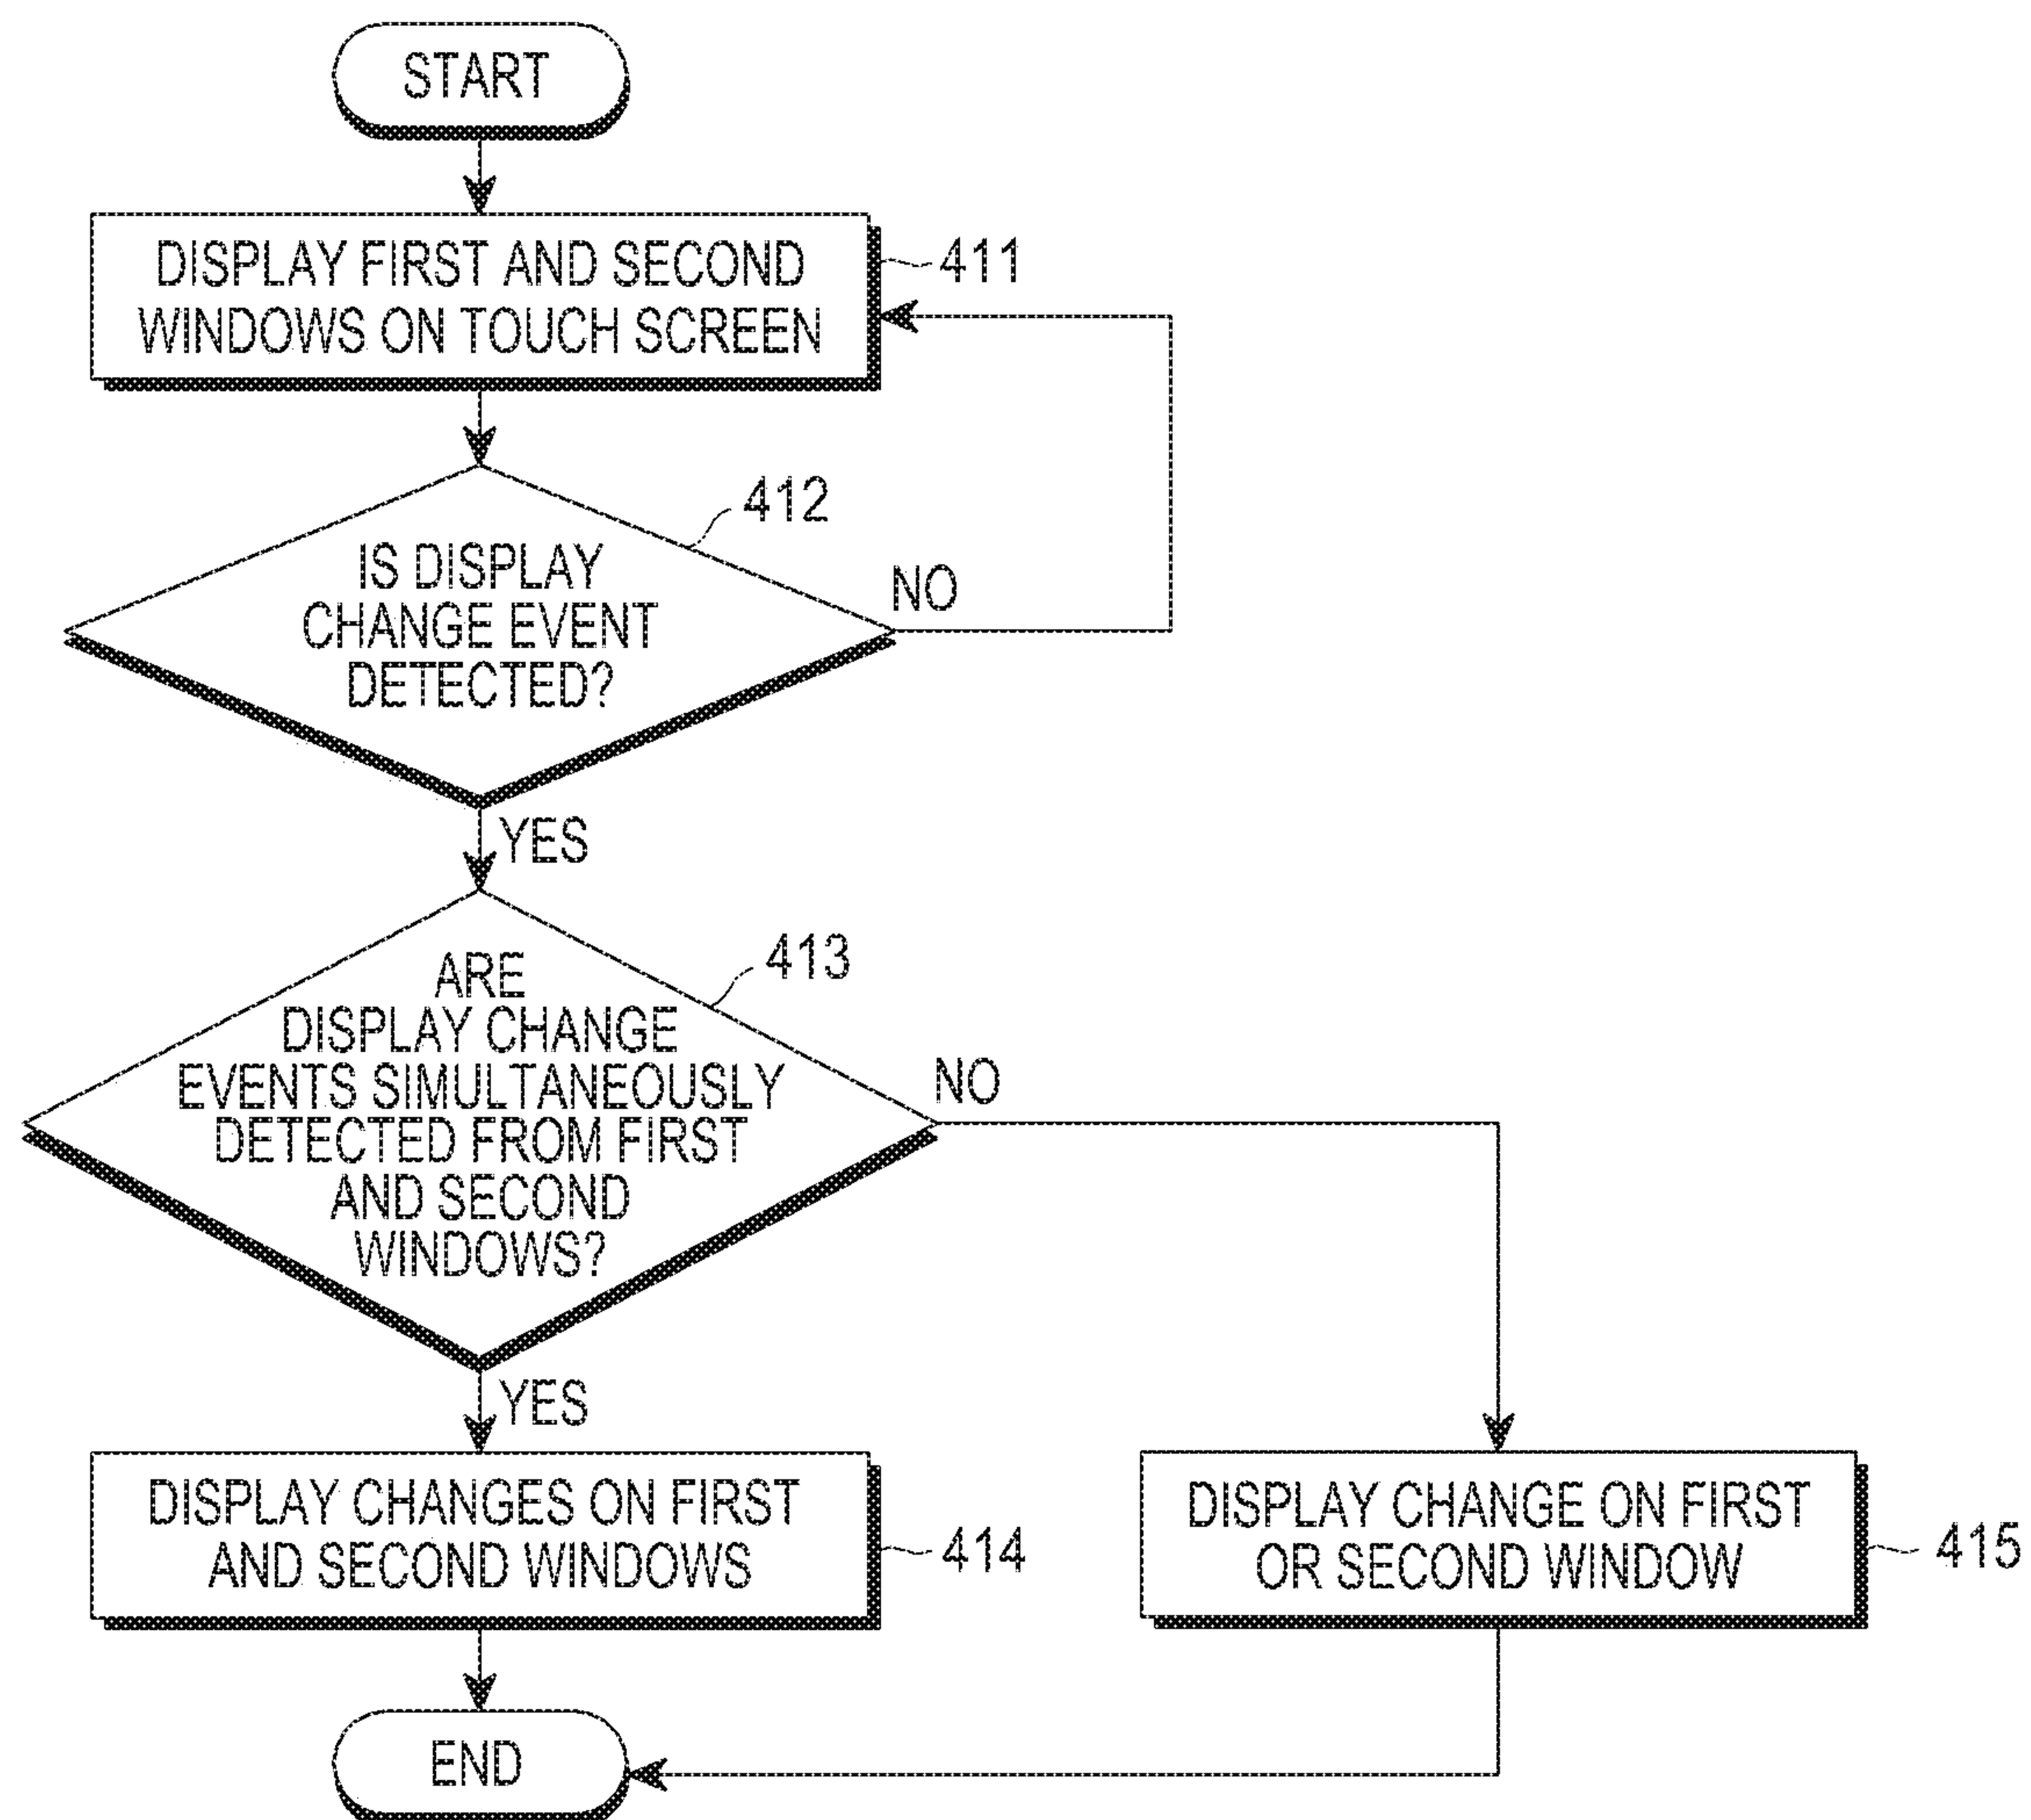 START
DISPLAY FIRST AND SECOND
WINDOWS ON TOUCH SCREEN
411
412
IS DISPLAY
CHANGE EVENT
DETECTED?
NO
YES
413
ARE
DISPLAY CHANGE
EVENTS SIMULTANEOUSLY
DETECTED FROM FIRST
AND SECOND
WINDOWS?
NO
YES
DISPLAY CHANGES ON FIRST
AND SECOND WINDOWS
414
DISPLAY CHANGE ON FIRST
OR SECOND WINDOW
415
END